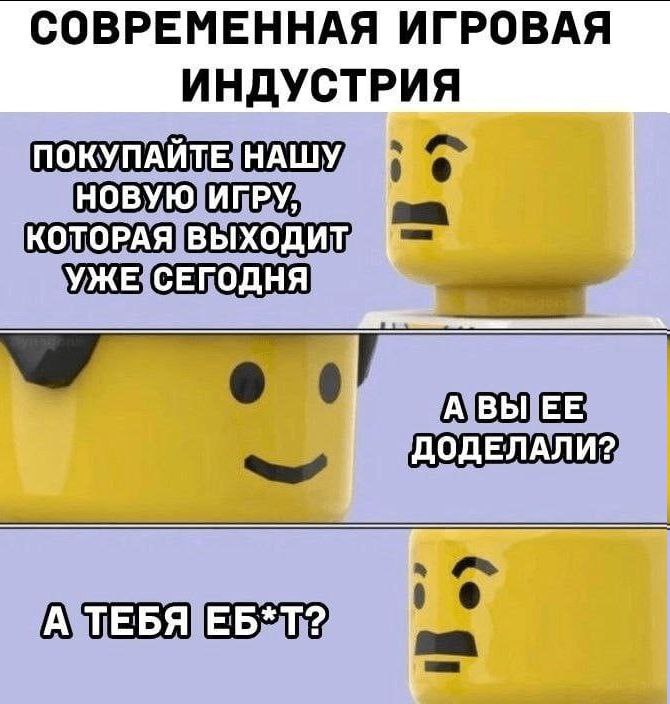 СОВРЕМЕННАЯ ИГРОВАЯ
ИНДУСТРИЯ
ПОКУПАЙТЕ НАШУ
НОВУЮ ИГРУ,
КОТОРАЯ ВЫХОДИТ
УЖЕ СЕГОДНЯ
А ВЫ ЕЕ
ДОДЕЛАЛИ?
А ТЕБЯ ЕБ*Т?